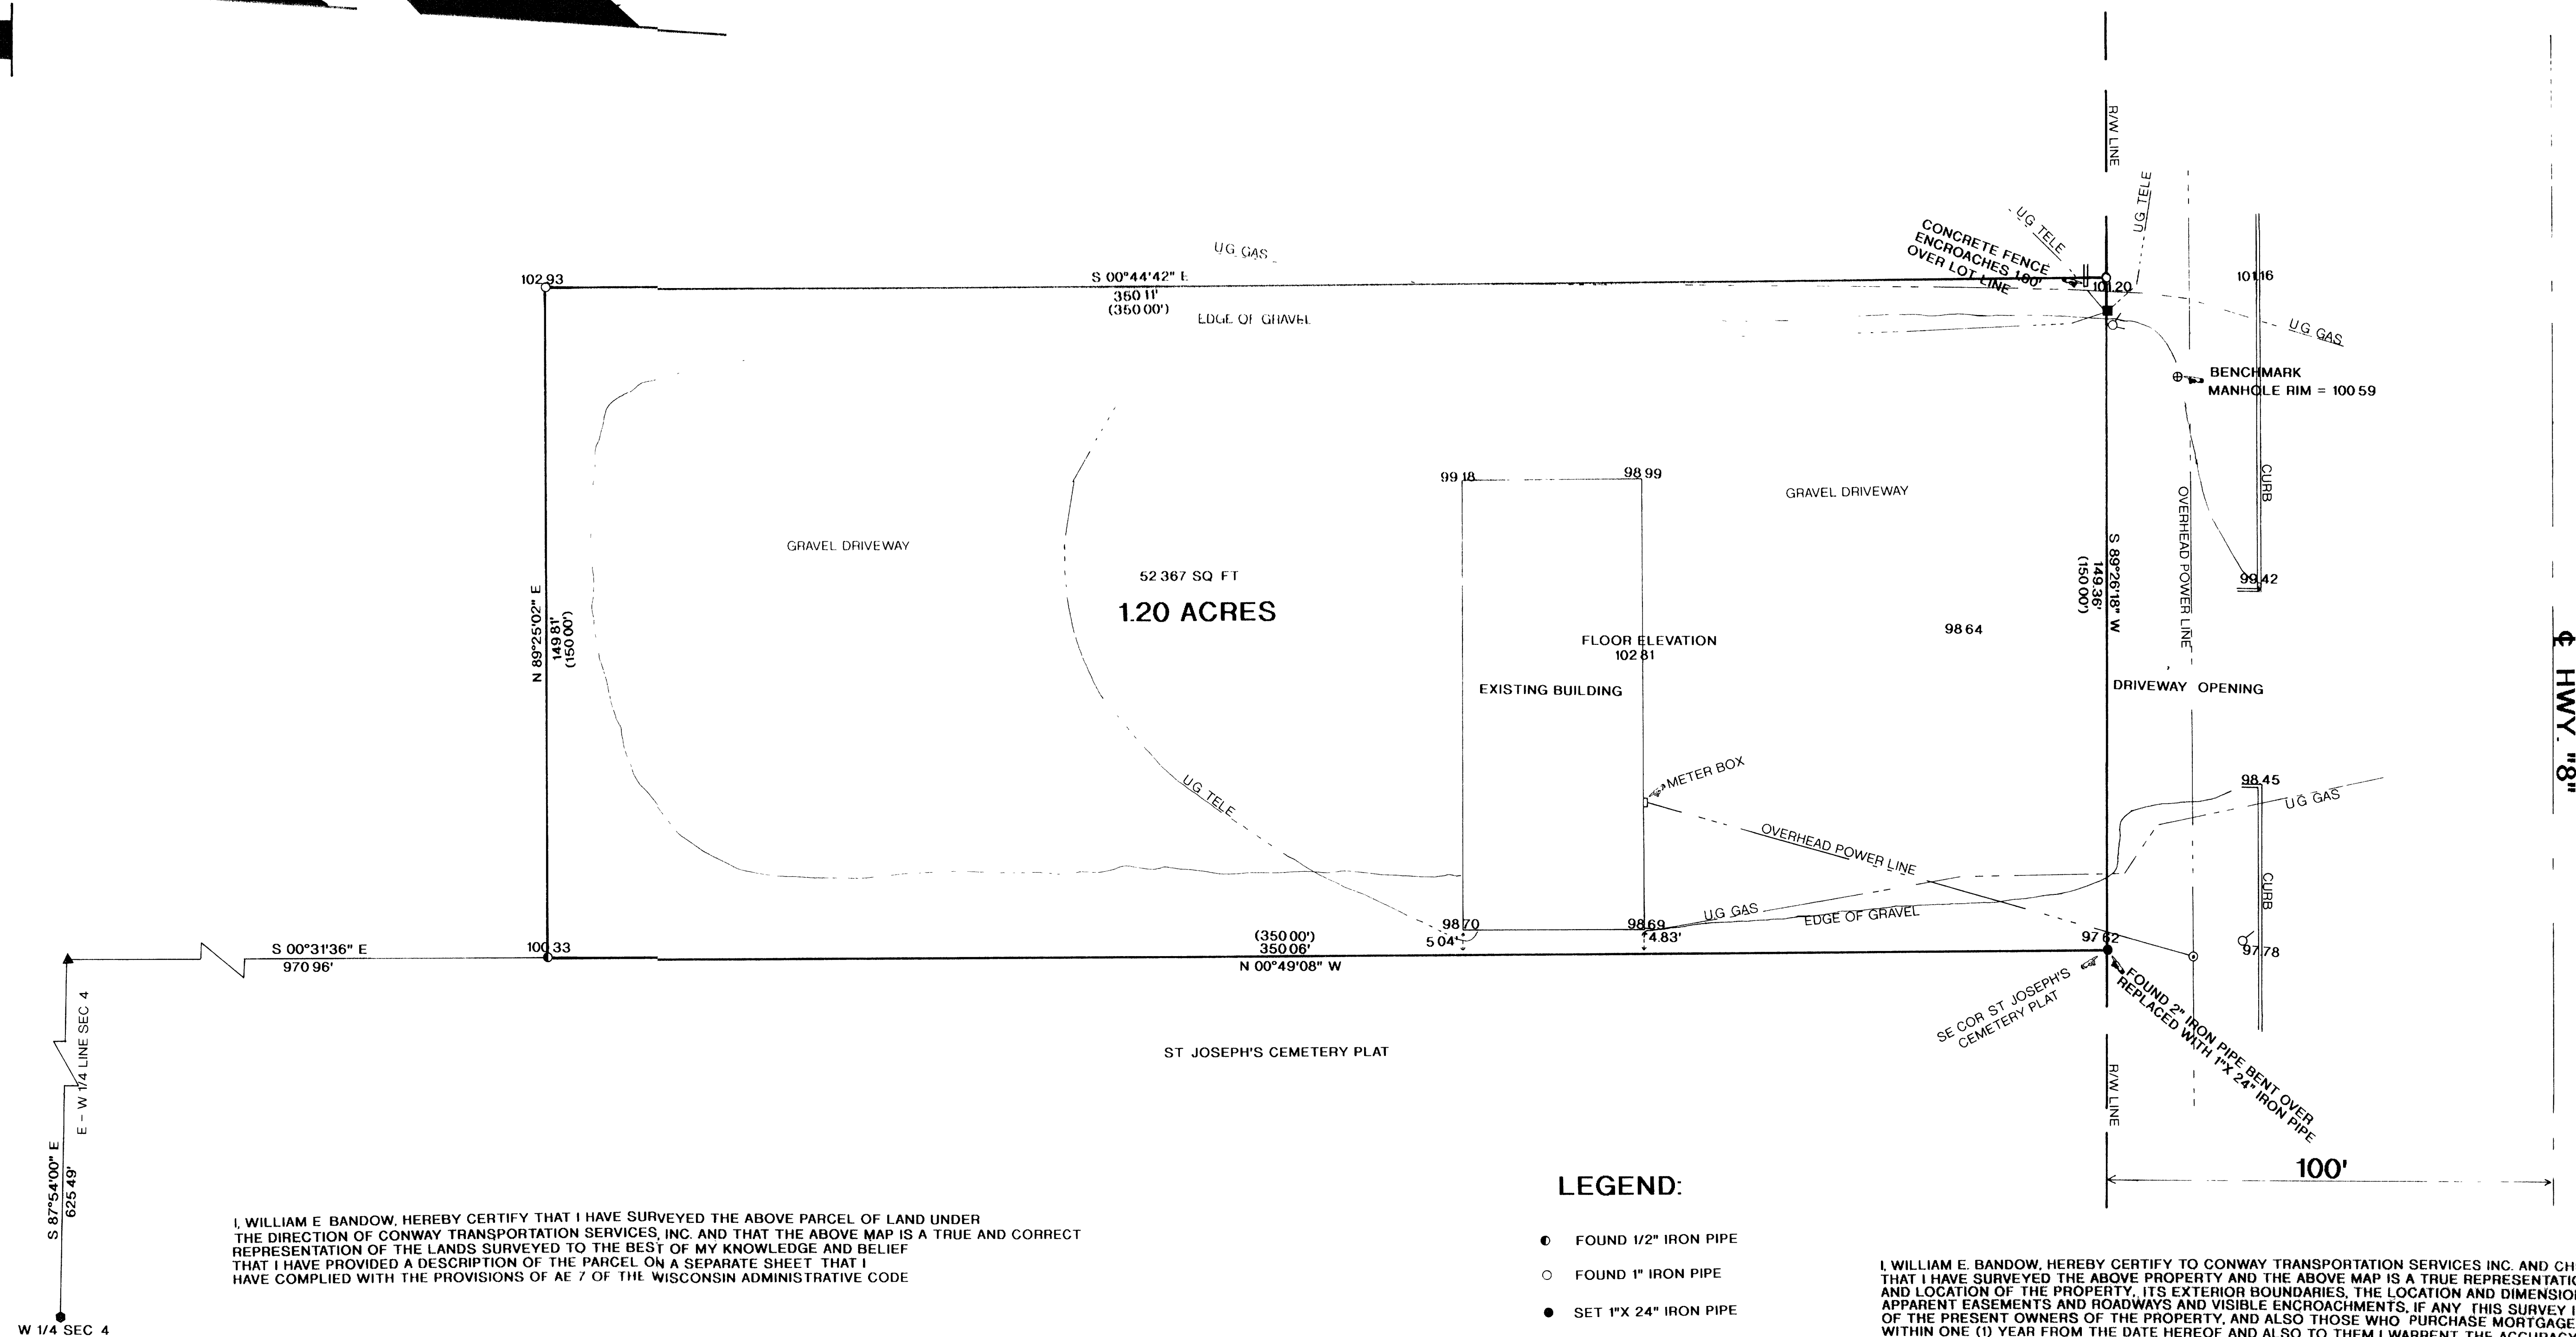 R/W LINE
UG TELE
UG TELE
CONCRETE FENCE
ENCROACHES 1.80'
OVER LOT LINE
UG GAS
102.93
S 00°44'42" E
350 11'
(350 00')
EDGE OF GRAVEL
101.20
101.16
UG GAS
BENCHMARK
MANHOLE RIM = 100 59
99 18
98 99
GRAVEL DRIVEWAY
CURB
OVERHEAD POWER LINE
GRAVEL DRIVEWAY
52 367 SQ FT
1.20 ACRES
N 89°25'02" E
149 81'
(150 00')
S 89°26'18" W
149.36'
(150 00')
99.42
FLOOR ELEVATION
102 81
98 64
EXISTING BUILDING
DRIVEWAY OPENING
℄ HWY. "8"
METER BOX
UG TELE
OVERHEAD POWER LINE
98.45
UG GAS
CURB
98 70
98 69
UG GAS
EDGE OF GRAVEL
5 04'
4.83'
97 62
97.78
S 00°31'36" E
970 96'
100.33
(350 00')
350 06'
N 00°49'08" W
SE COR ST JOSEPH'S
CEMETERY PLAT
FOUND 2" IRON PIPE BENT OVER
REPLACED WITH 1"X 24" IRON PIPE
E - W 1/4 LINE SEC 4
ST JOSEPH'S CEMETERY PLAT
R/W LINE
S 87°54'00" E
625 49'
100'
LEGEND:
I, WILLIAM E BANDOW, HEREBY CERTIFY THAT I HAVE SURVEYED THE ABOVE PARCEL OF LAND UNDER
THE DIRECTION OF CONWAY TRANSPORTATION SERVICES, INC. AND THAT THE ABOVE MAP IS A TRUE AND CORRECT
REPRESENTATION OF THE LANDS SURVEYED TO THE BEST OF MY KNOWLEDGE AND BELIEF
THAT I HAVE PROVIDED A DESCRIPTION OF THE PARCEL ON A SEPARATE SHEET THAT I
HAVE COMPLIED WITH THE PROVISIONS OF AE 7 OF THE WISCONSIN ADMINISTRATIVE CODE
FOUND 1/2" IRON PIPE
FOUND 1" IRON PIPE
SET 1"X 24" IRON PIPE
I, WILLIAM E. BANDOW, HEREBY CERTIFY TO CONWAY TRANSPORTATION SERVICES INC. AND CH
THAT I HAVE SURVEYED THE ABOVE PROPERTY AND THE ABOVE MAP IS A TRUE REPRESENTATIO
AND LOCATION OF THE PROPERTY, ITS EXTERIOR BOUNDARIES, THE LOCATION AND DIMENSION
APPARENT EASEMENTS AND ROADWAYS AND VISIBLE ENCROACHMENTS, IF ANY THIS SURVEY I
OF THE PRESENT OWNERS OF THE PROPERTY, AND ALSO THOSE WHO PURCHASE MORTGAGE
WITHIN ONE (1) YEAR FROM THE DATE HEREOF AND ALSO TO THEM I WARRENT THE ACCURA
W 1/4 SEC 4